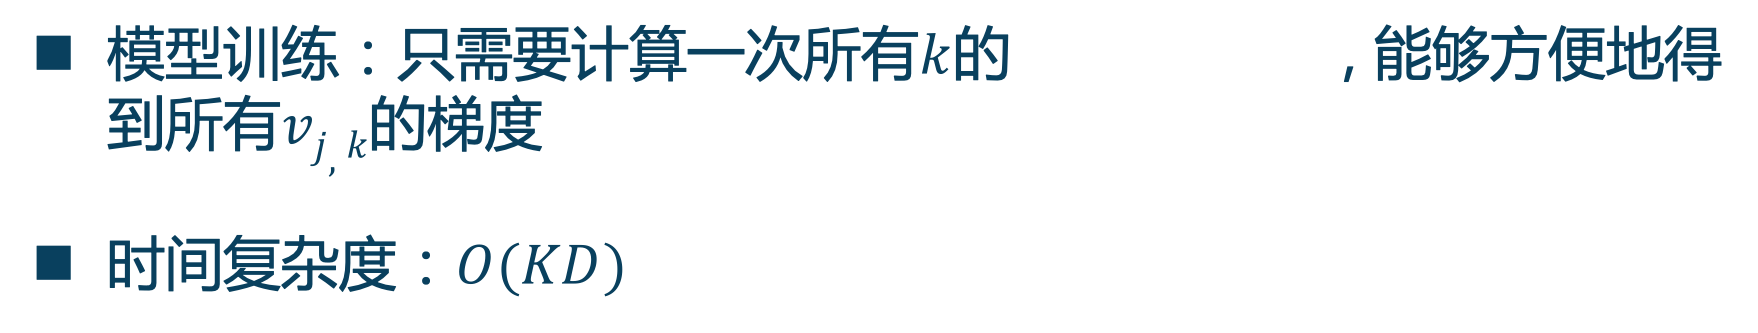 ■ 模型训练：只需要计算一次所有k的 , 能够方便地得
到所有v_{j, k}的梯度
■ 时间复杂度：O(KD)